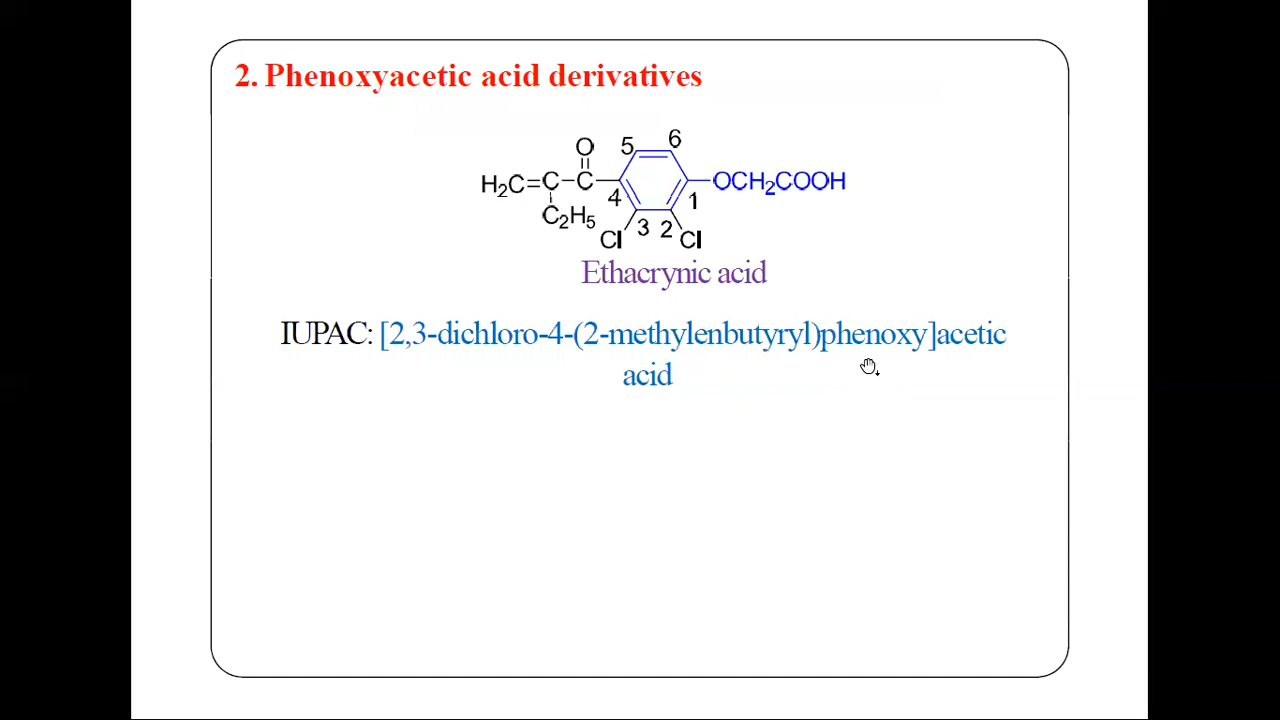 2. Phenoxyacetic acid derivatives
O
5
6
H2C=C–C
OCH2COOH
4
1
C2H5
3
2
Cl
Cl
Ethacrynic acid
IUPAC: [2,3-dichloro-4-(2-methylenbutyryl)phenoxy]acetic
acid